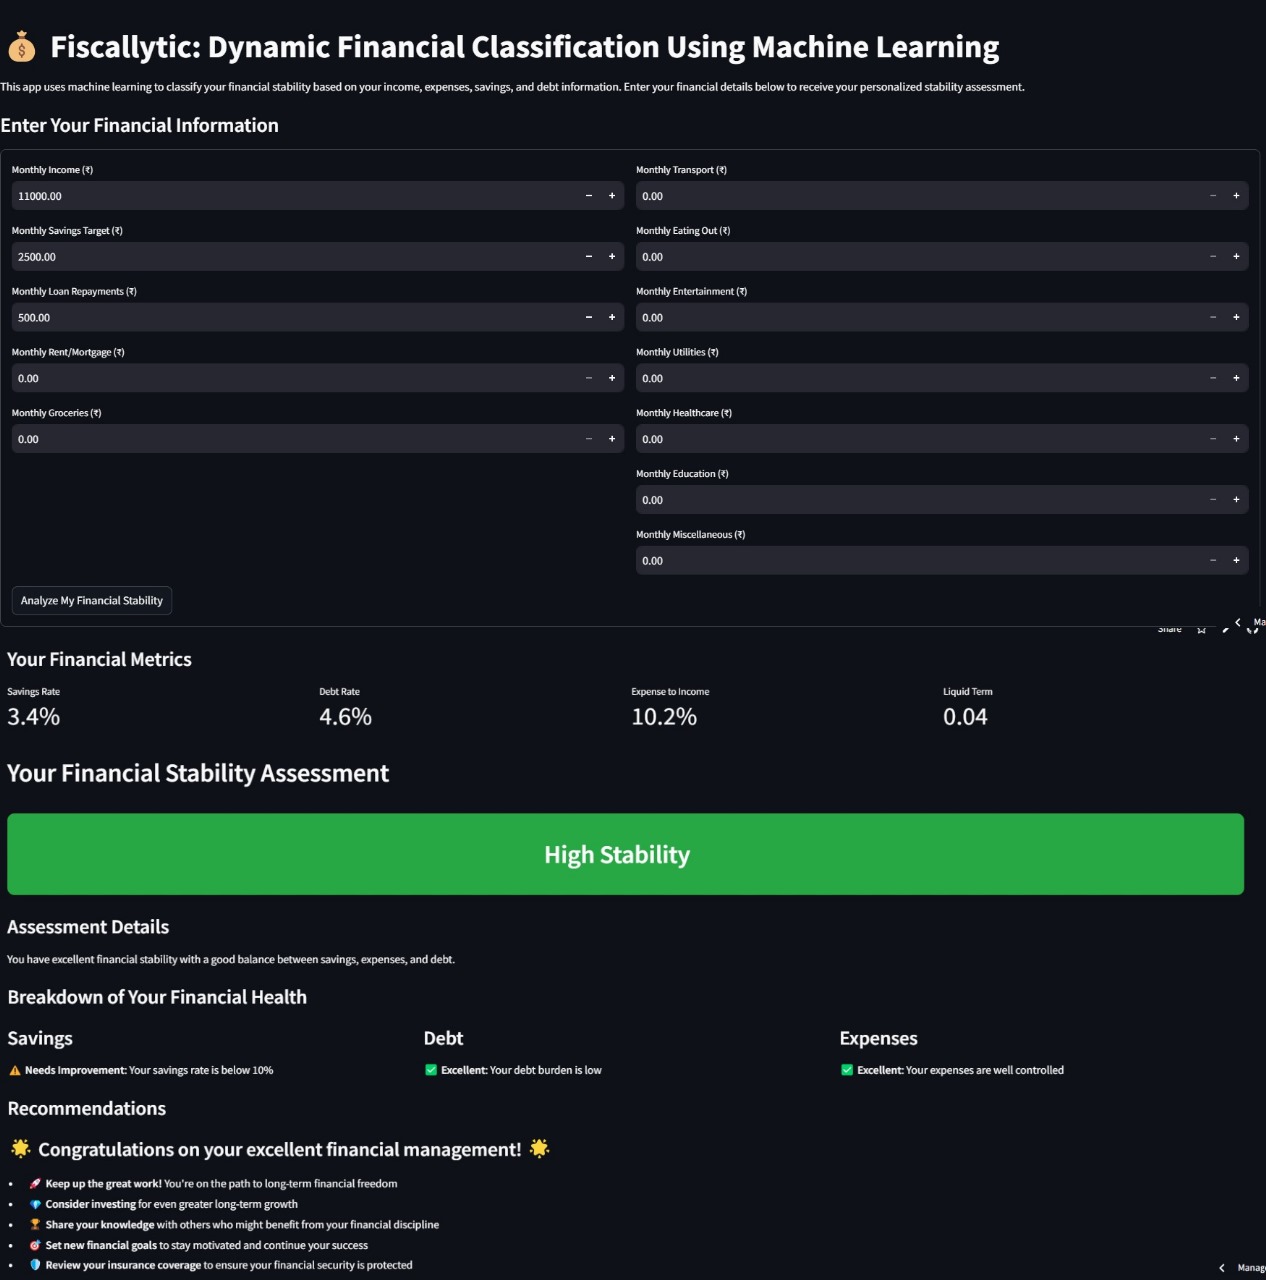 Fiscallytic: Dynamic Financial Classification Using Machine Learning
This app uses machine learning to classify your financial stability based on your income, expenses, savings, and debt information. Enter your financial details below to receive your personalized stability assessment.
Enter Your Financial Information
Monthly Income (₹)
11000.00
Monthly Savings Target (₹)
2500.00
Monthly Loan Repayments (₹)
500.00
Monthly Rent/Mortgage (₹)
0.00
Monthly Groceries (₹)
0.00
Monthly Transport (₹)
0.00
Monthly Eating Out (₹)
0.00
Monthly Entertainment (₹)
0.00
Monthly Utilities (₹)
0.00
Monthly Healthcare (₹)
0.00
Monthly Education (₹)
0.00
Monthly Miscellaneous (₹)
0.00
Analyze My Financial Stability
Share
Ma
Your Financial Metrics
Savings Rate
3.4%
Debt Rate
4.6%
Expense to Income
10.2%
Liquid Term
0.04
Your Financial Stability Assessment
High Stability
Assessment Details
You have excellent financial stability with a good balance between savings, expenses, and debt.
Breakdown of Your Financial Health
Savings
Needs Improvement: Your savings rate is below 10%
Debt
Excellent: Your debt burden is low
Expenses
Excellent: Your expenses are well controlled
Recommendations
Congratulations on your excellent financial management!
Keep up the great work! You're on the path to long-term financial freedom
Consider investing for even greater long-term growth
Share your knowledge with others who might benefit from your financial discipline
Set new financial goals to stay motivated and continue your success
Review your insurance coverage to ensure your financial security is protected
Manage